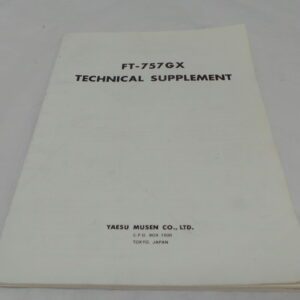 FT-757GX
TECHNICAL SUPPLEMENT
YAESU MUSEN CO., LTD.
C.P.O. BOX 1500
TOKYO, JAPAN